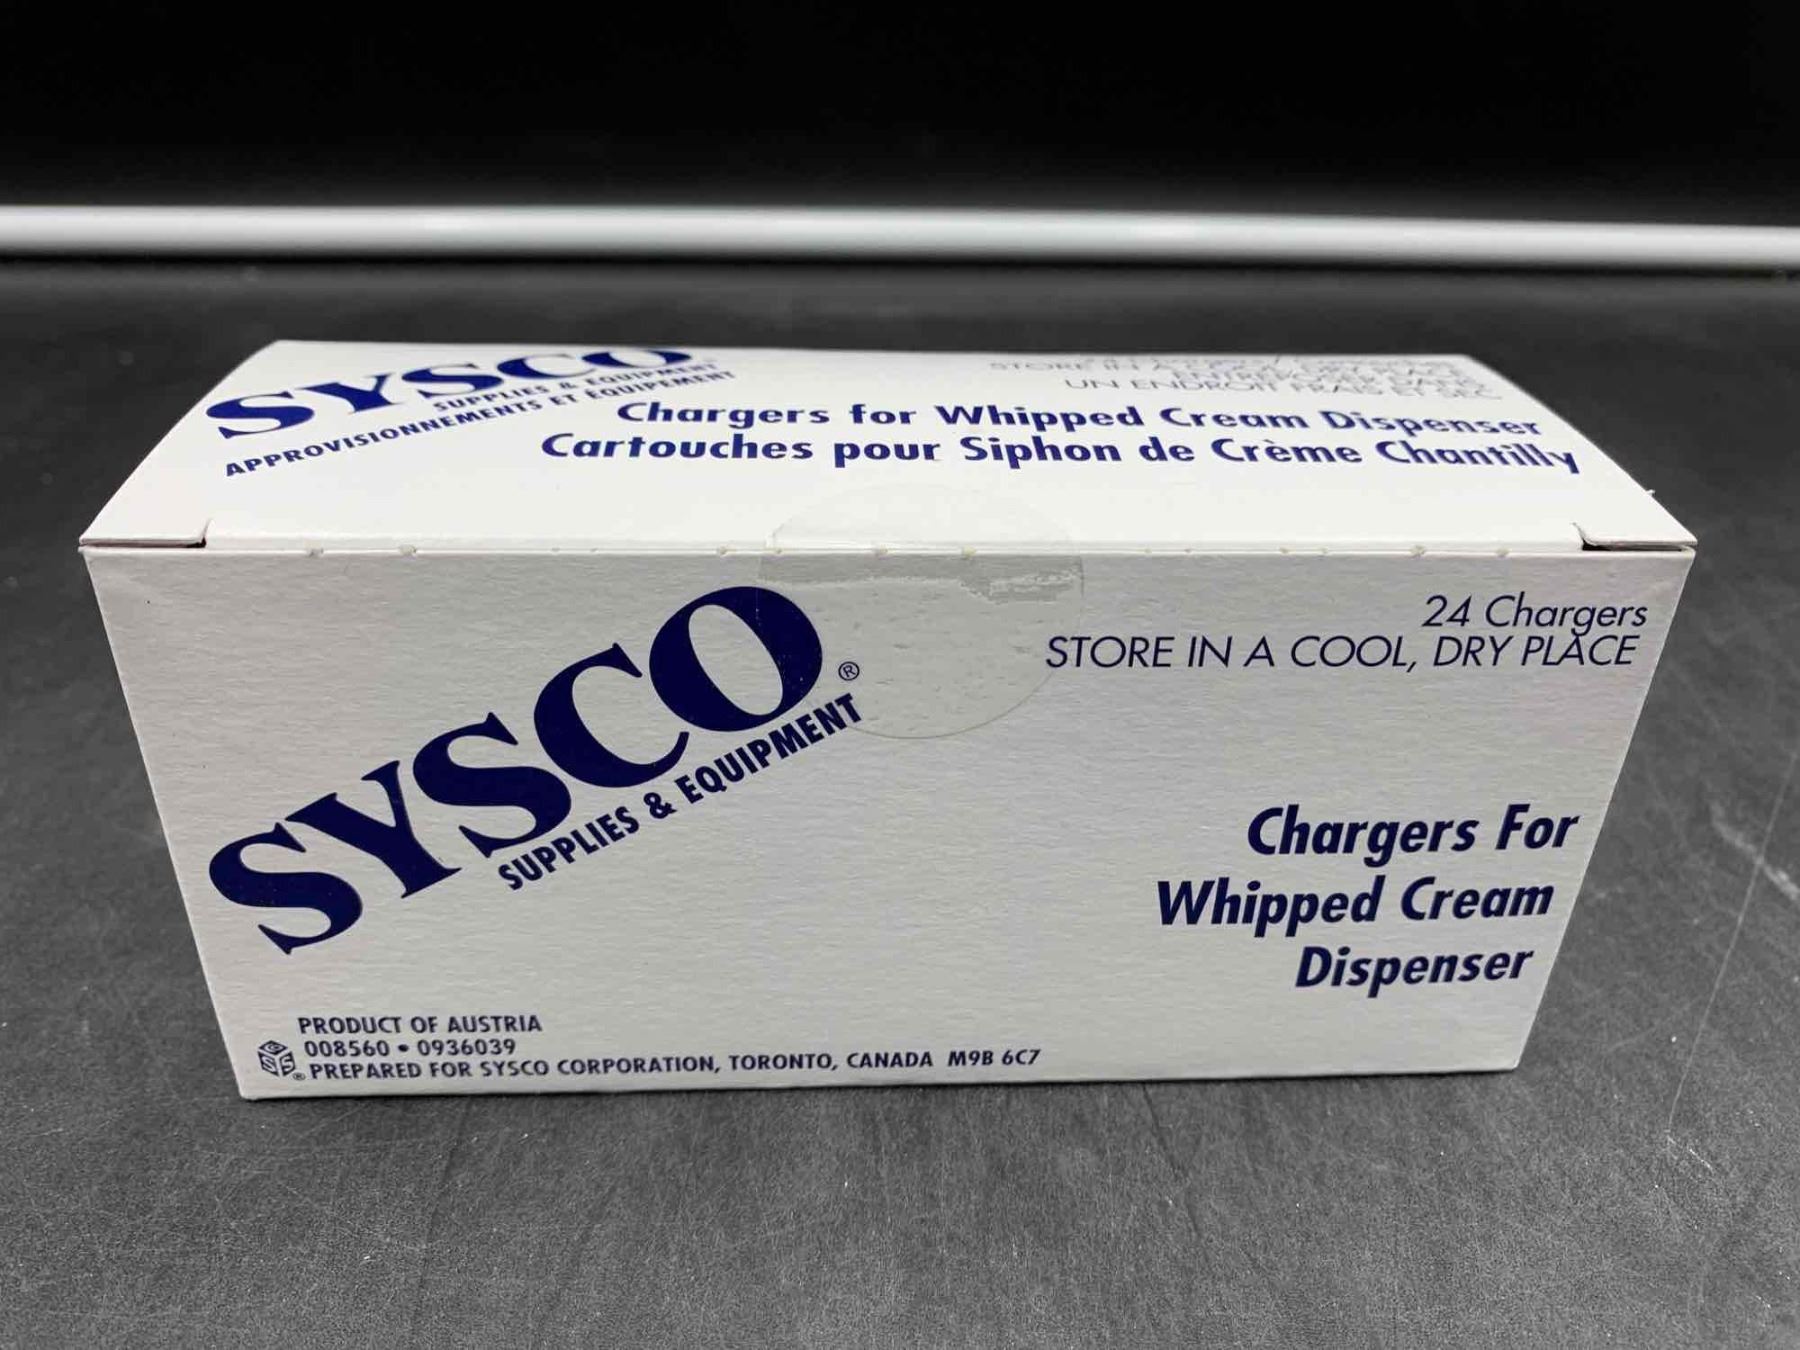 SYSCO
SUPPLIES & EQUIPMENT
APPROVISIONNEMENTS ET ÉQUIPEMENT
STORE IN A
UN ENDROIT FRAIS ET SEC
Chargers for Whipped Cream Dispenser
Cartouches pour Siphon de Crème Chantilly
SYSCO®
SUPPLIES & EQUIPMENT
24 Chargers
STORE IN A COOL, DRY PLACE
Chargers For
Whipped Cream
Dispenser
PRODUCT OF AUSTRIA
008560 • 0936039
PREPARED FOR SYSCO CORPORATION, TORONTO, CANADA M9B 6C7